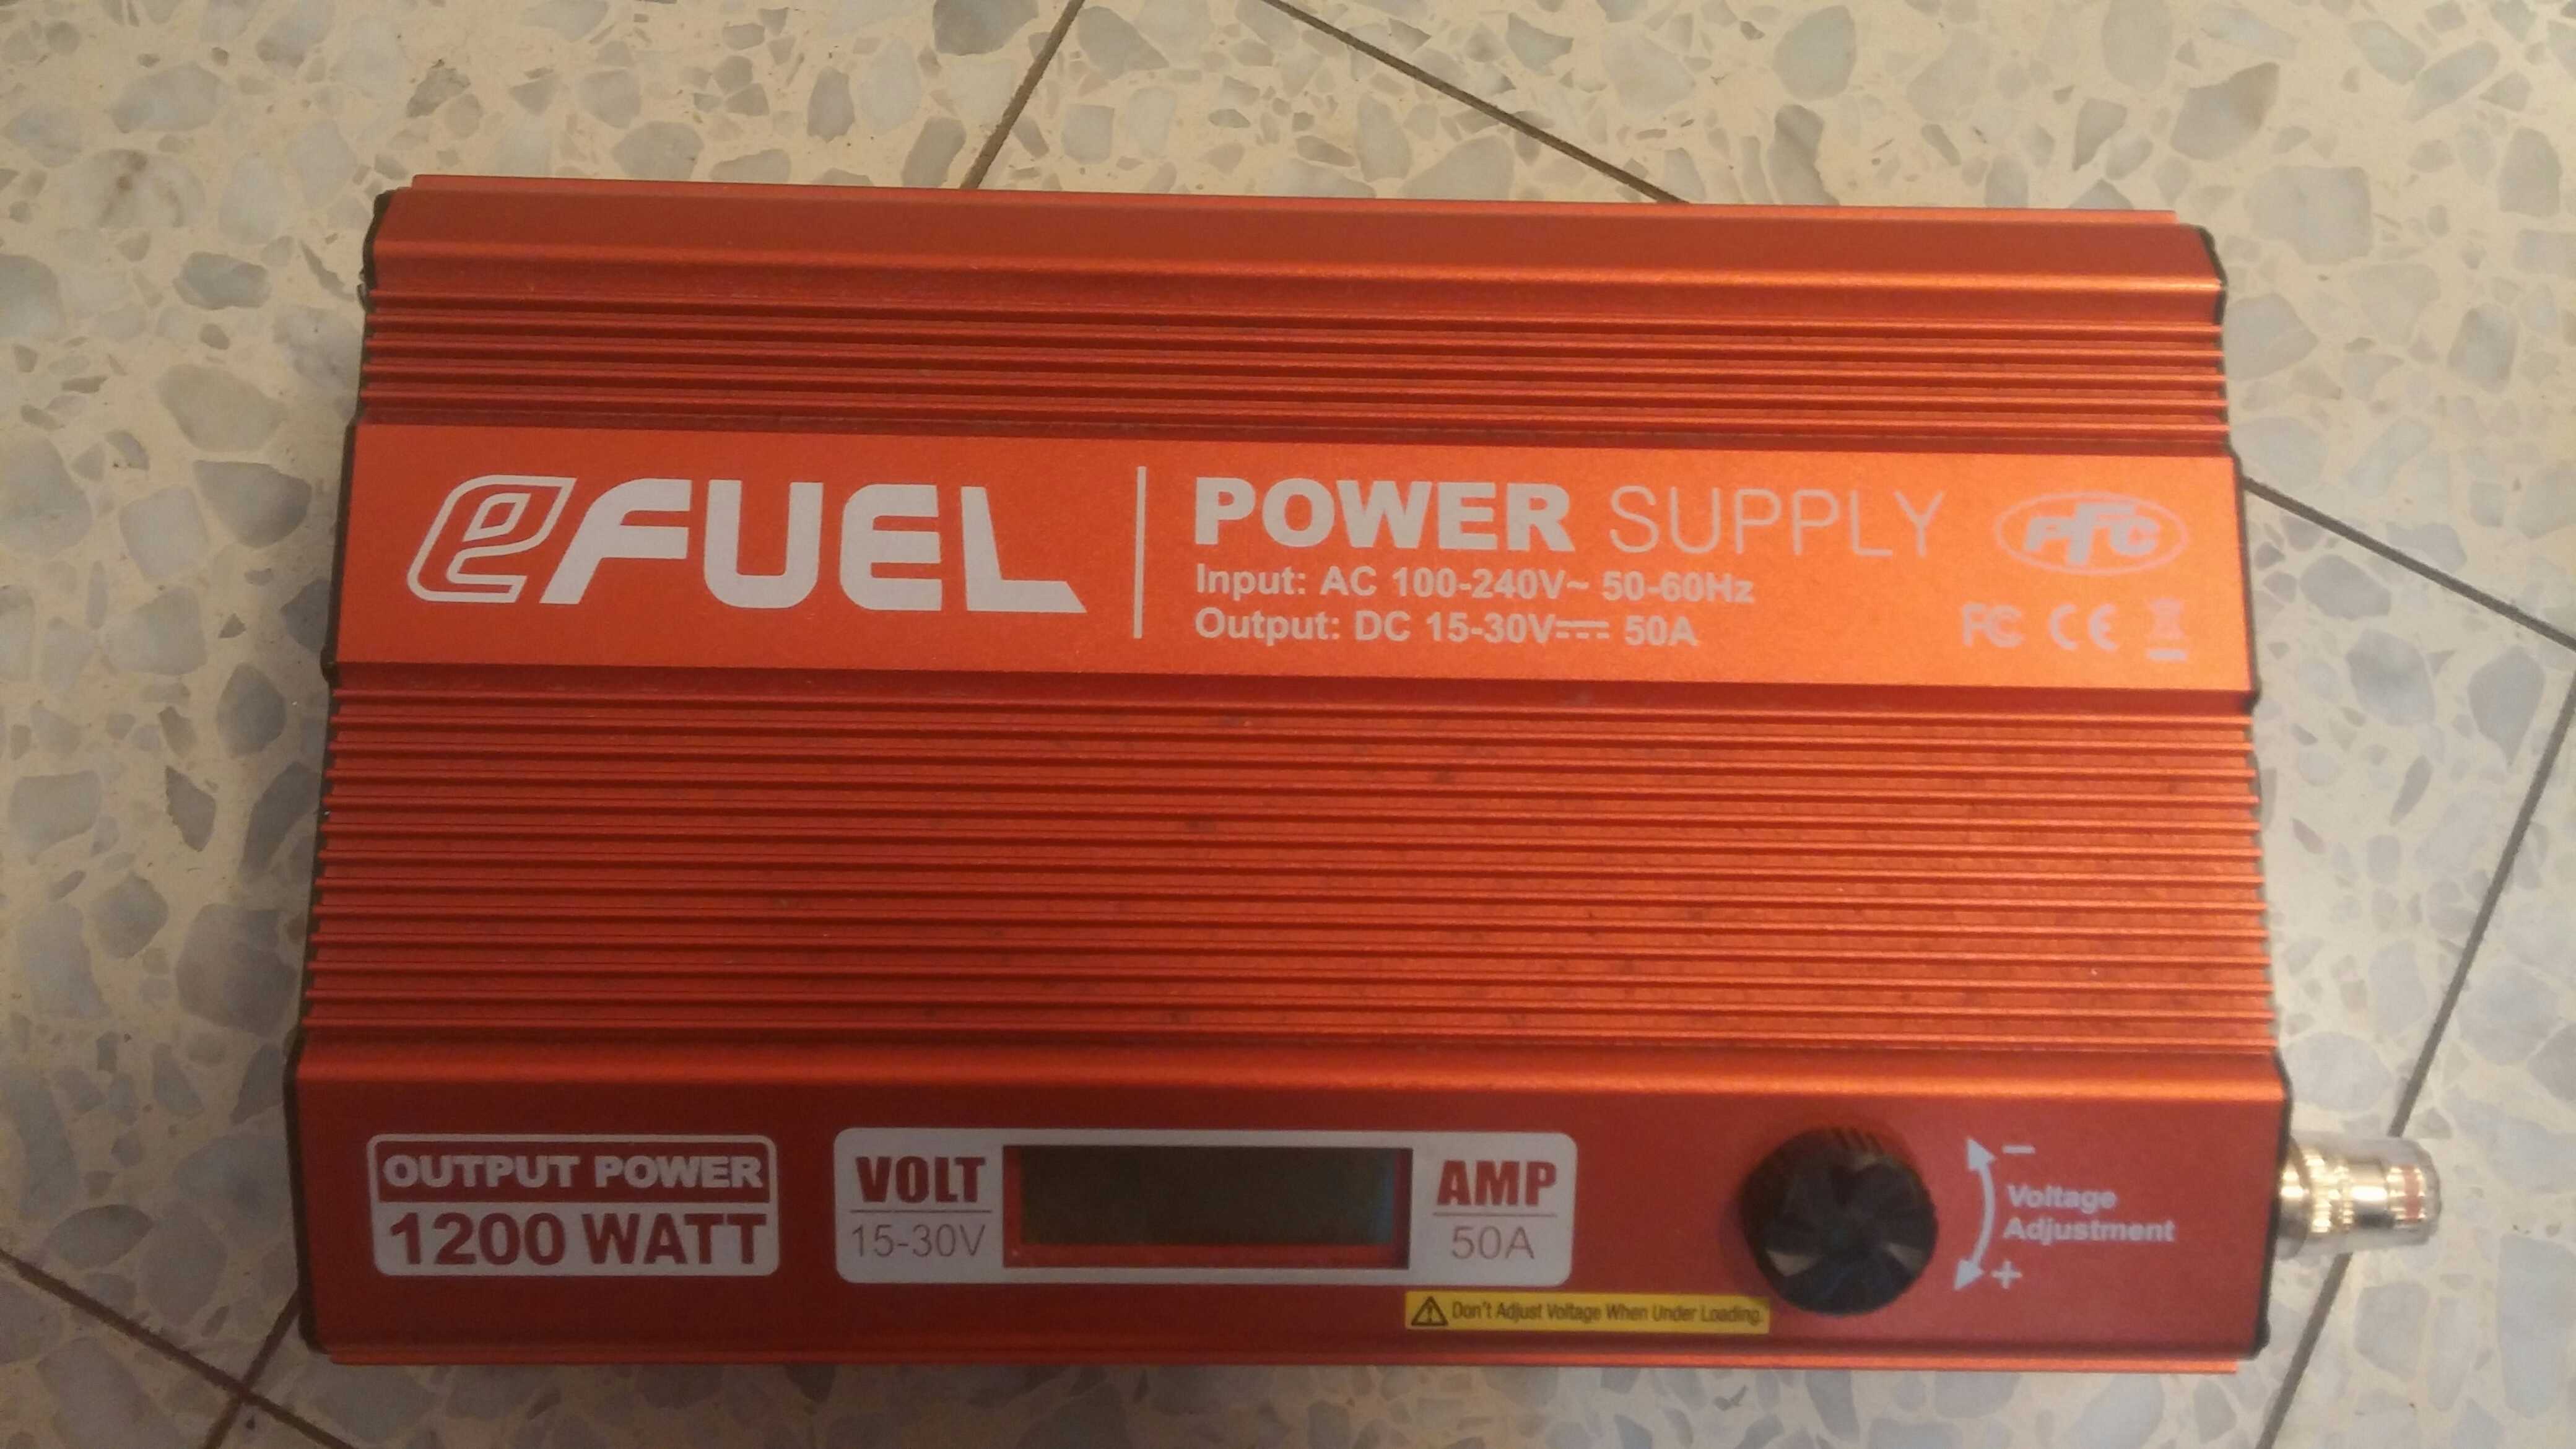 eFUEL
POWER SUPPLY
Input: AC 100-240V~ 50-60Hz
Output: DC 15-30V⎓ 50A
PFC
FC CE
OUTPUT POWER
1200 WATT
VOLT
15-30V
AMP
50A
−
Voltage
Adjustment
+
Don't Adjust Voltage When Under Loading.